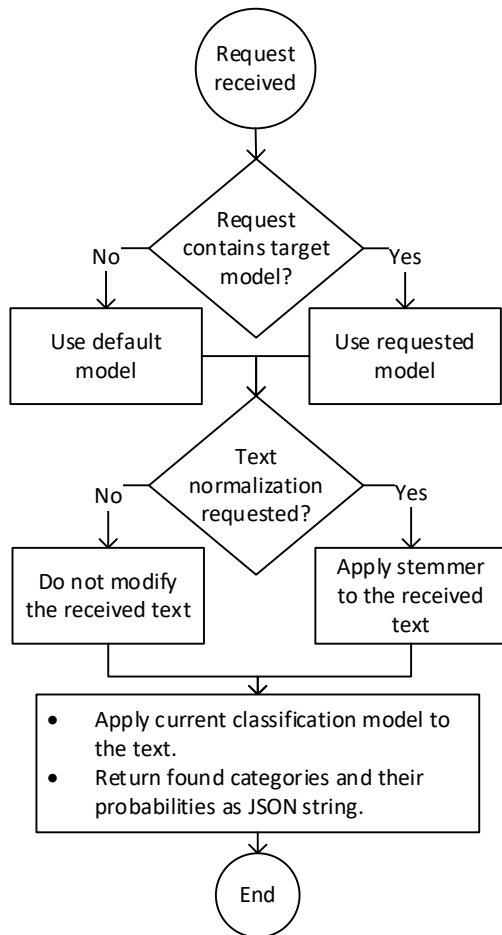 Request
received
Request
contains target
model?
No
Yes
Use default
model
Use requested
model
Text
normalization
requested?
No
Yes
Do not modify
the received text
Apply stemmer
to the received
text
• Apply current classification model to
the text.
• Return found categories and their
probabilities as JSON string.
End